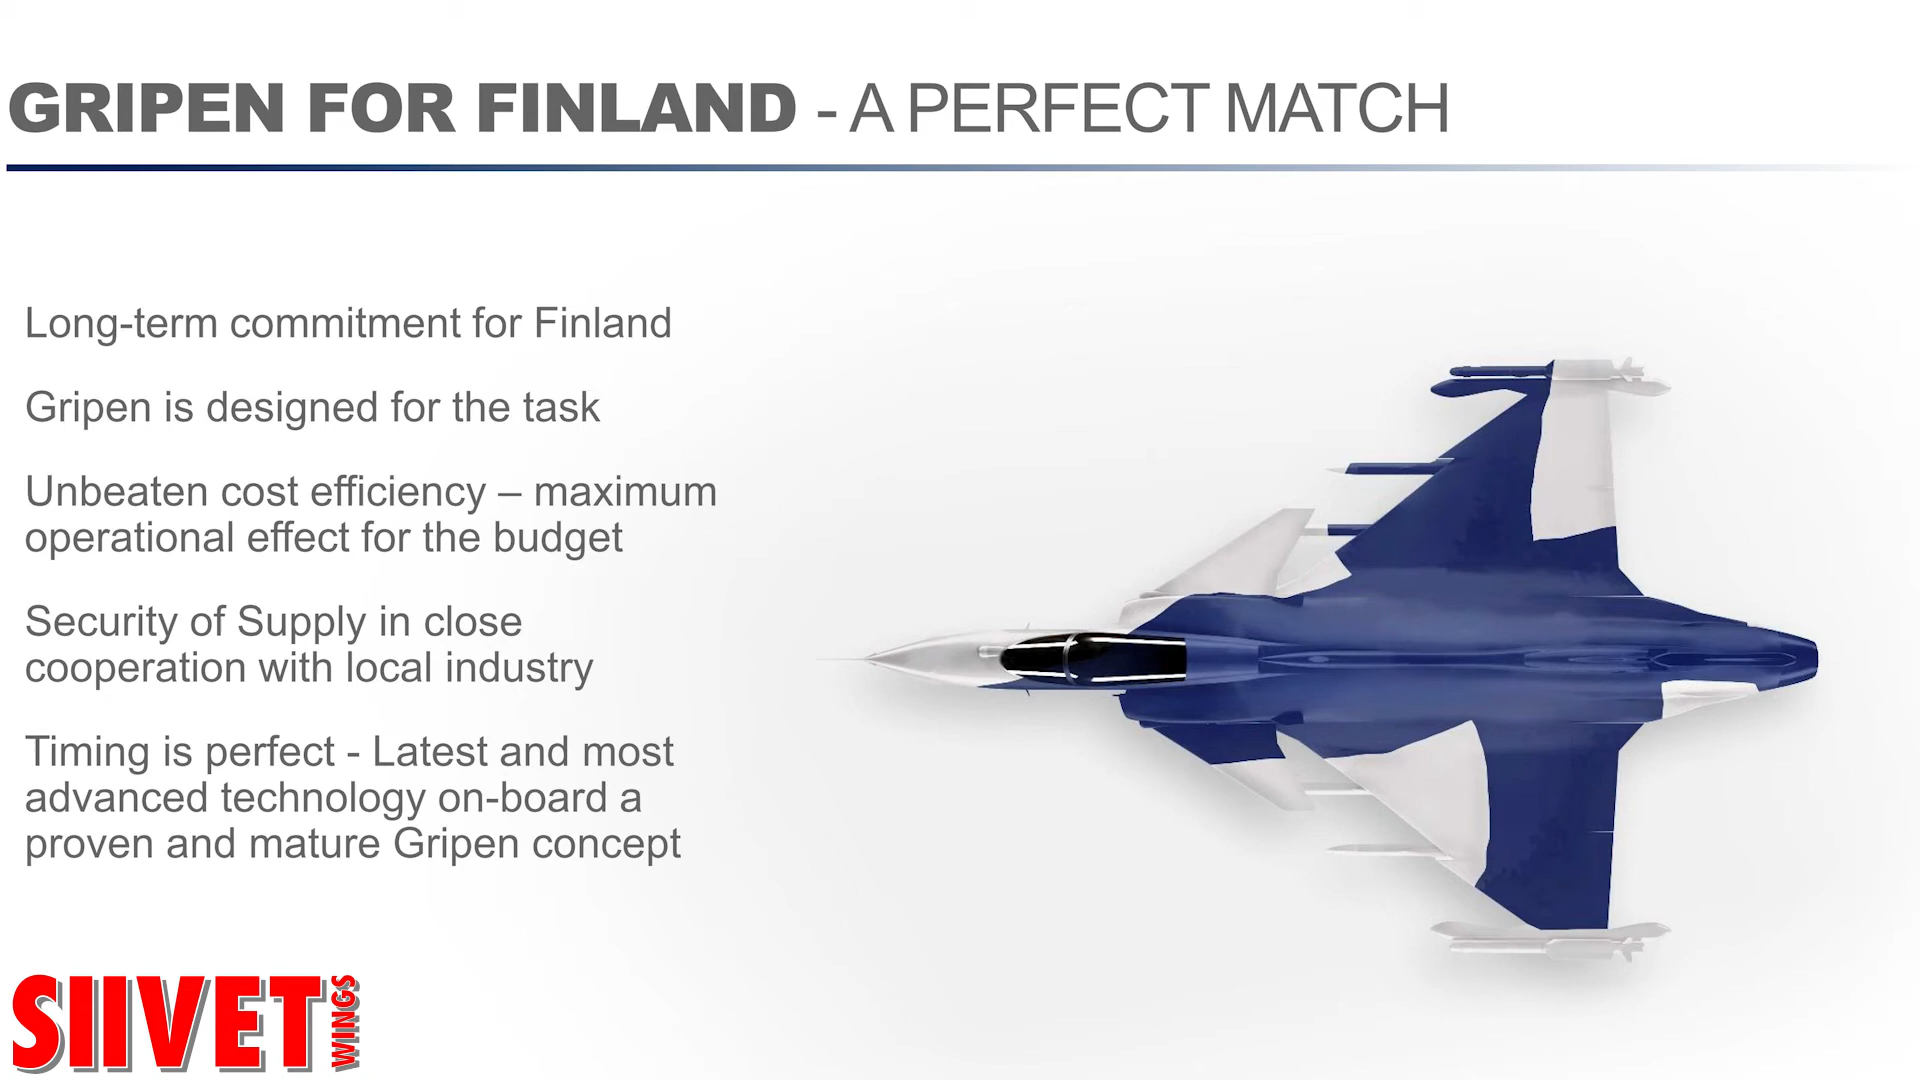 GRIPEN FOR FINLAND - A PERFECT MATCH
Long-term commitment for Finland
Gripen is designed for the task
Unbeaten cost efficiency – maximum
operational effect for the budget
Security of Supply in close
cooperation with local industry
Timing is perfect - Latest and most
advanced technology on-board a
proven and mature Gripen concept
SIIVET
WINGS